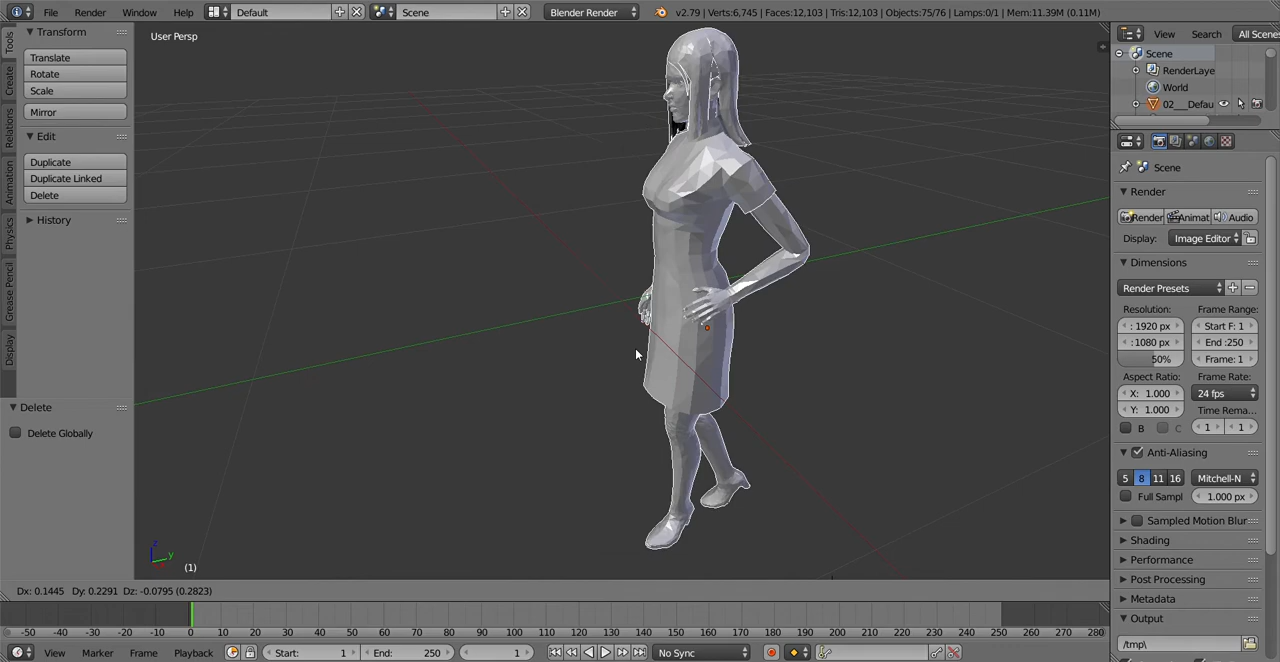 File Render Window Help Default Scene Blender Render v2.79 | Verts:6,745 | Faces:12,103 | Tris:12,103 | Objects:75/76 | Lamps:0/1 | Mem:11.39M (0.11M)
Tools
Create
Relations
Animation
Physics
Grease Pencil
Display
Transform
Translate
Rotate
Scale
Mirror
Edit
Duplicate
Duplicate Linked
Delete
History
Delete
Delete Globally
User Persp
z
y
(1)
Dx: 0.1445 Dy: 0.2291 Dz: -0.0795 (0.2823)
View Search All Scenes
Scene
RenderLaye
World
02___Defau
Scene
Render
Render Animat Audio
Display: Image Editor
Dimensions
Render Presets
Resolution: Frame Range:
: 1920 px Start F: 1
:1080 px End :250
50% Frame: 1
Aspect Ratio: Frame Rate:
X: 1.000 24 fps
Y: 1.000 Time Rema...
B C 1 1
Anti-Aliasing
5 8 11 16 Mitchell-N
Full Sampl 1.000 px
Sampled Motion Blur
Shading
Performance
Post Processing
Metadata
Output
/tmp\
-50 -40 -30 -20 -10 0 10 20 30 40 50 60 70 80 90 100 110 120 130 140 150 160 170 180 190 200 210 220 230 240 250 260 270 280
View Marker Frame Playback Start: 1 End: 250 1 No Sync